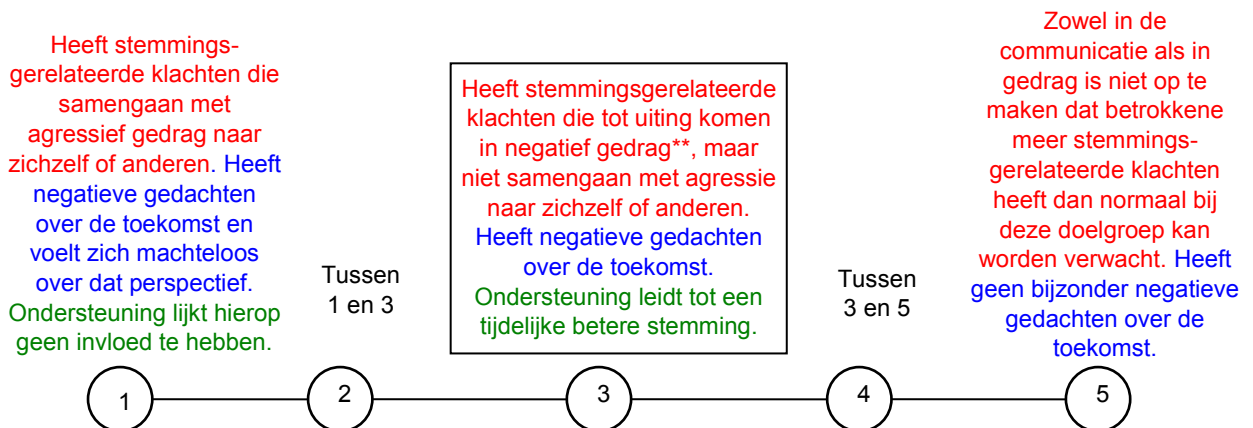 Heeft stemmings-
gerelateerde klachten die
samengaan met
agressief gedrag naar
zichzelf of anderen. Heeft
negatieve gedachten
over de toekomst en
voelt zich machteloos
over dat perspectief.
Ondersteuning lijkt hierop
geen invloed te hebben.
Tussen
1 en 3
Heeft stemmingsgerelateerde
klachten die tot uiting komen
in negatief gedrag**, maar
niet samengaan met agressie
naar zichzelf of anderen.
Heeft negatieve gedachten
over de toekomst.
Ondersteuning leidt tot een
tijdelijke betere stemming.
Tussen
3 en 5
Zowel in de
communicatie als in
gedrag is niet op te
maken dat betrokkene
meer stemmings-
gerelateerde klachten
heeft dan normaal bij
deze doelgroep kan
worden verwacht. Heeft
geen bijzonder negatieve
gedachten over de
toekomst.
1 2 3 4 5